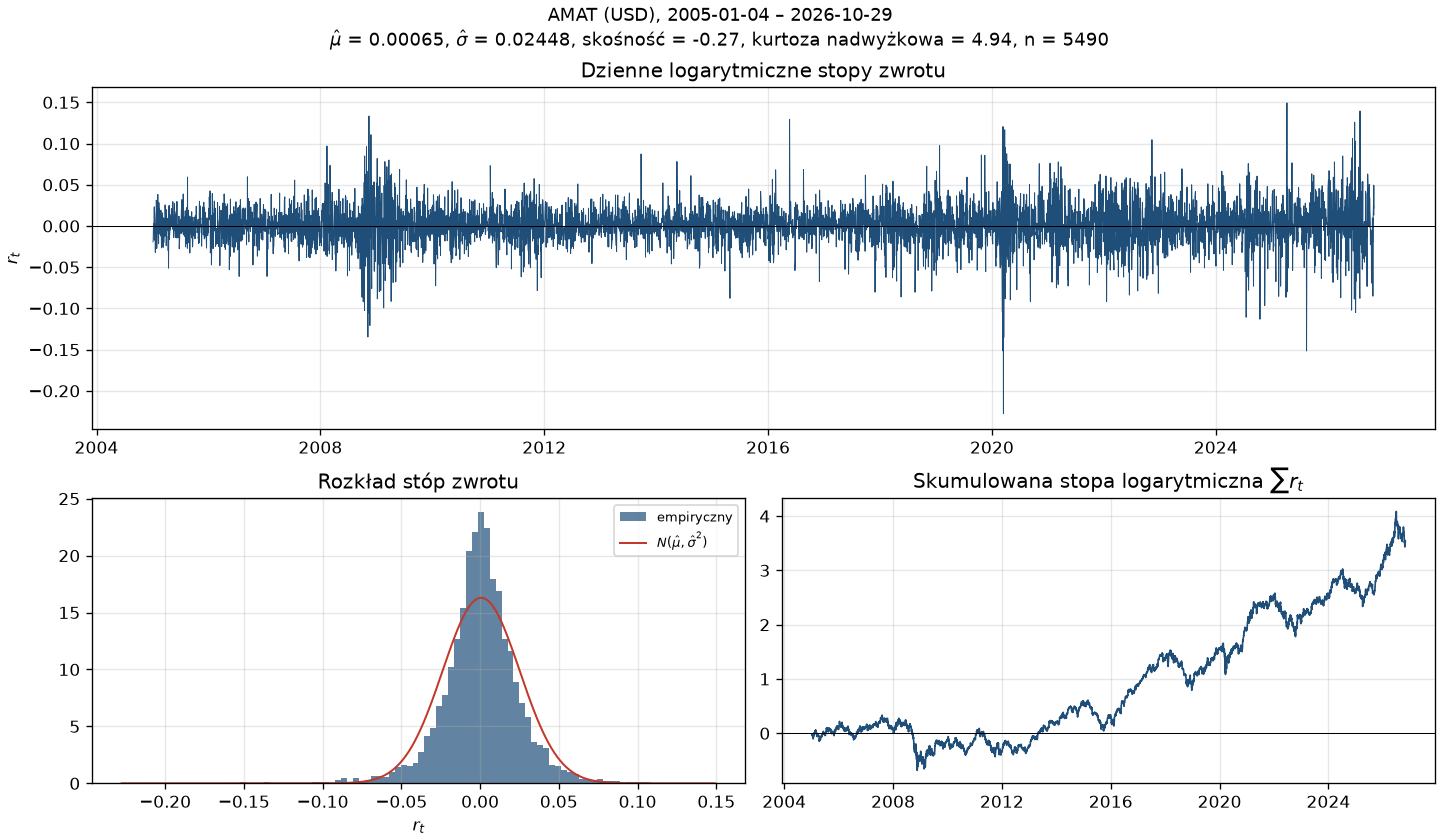 AMAT (USD), 2005-01-04 – 2026-10-29
μ̂ = 0.00065, σ̂ = 0.02448, skośność = -0.27, kurtoza nadwyżkowa = 4.94, n = 5490
Dzienne logarytmiczne stopy zwrotu
0.15
0.10
0.05
0.00
−0.05
−0.10
−0.15
−0.20
r_t
2004 2008 2012 2016 2020 2024
Rozkład stóp zwrotu
25
20
15
10
5
0
empiryczny
N(μ̂, σ̂²)
−0.20 −0.15 −0.10 −0.05 0.00 0.05 0.10 0.15
r_t
Skumulowana stopa logarytmiczna ∑r_t
4
3
2
1
0
2004 2008 2012 2016 2020 2024